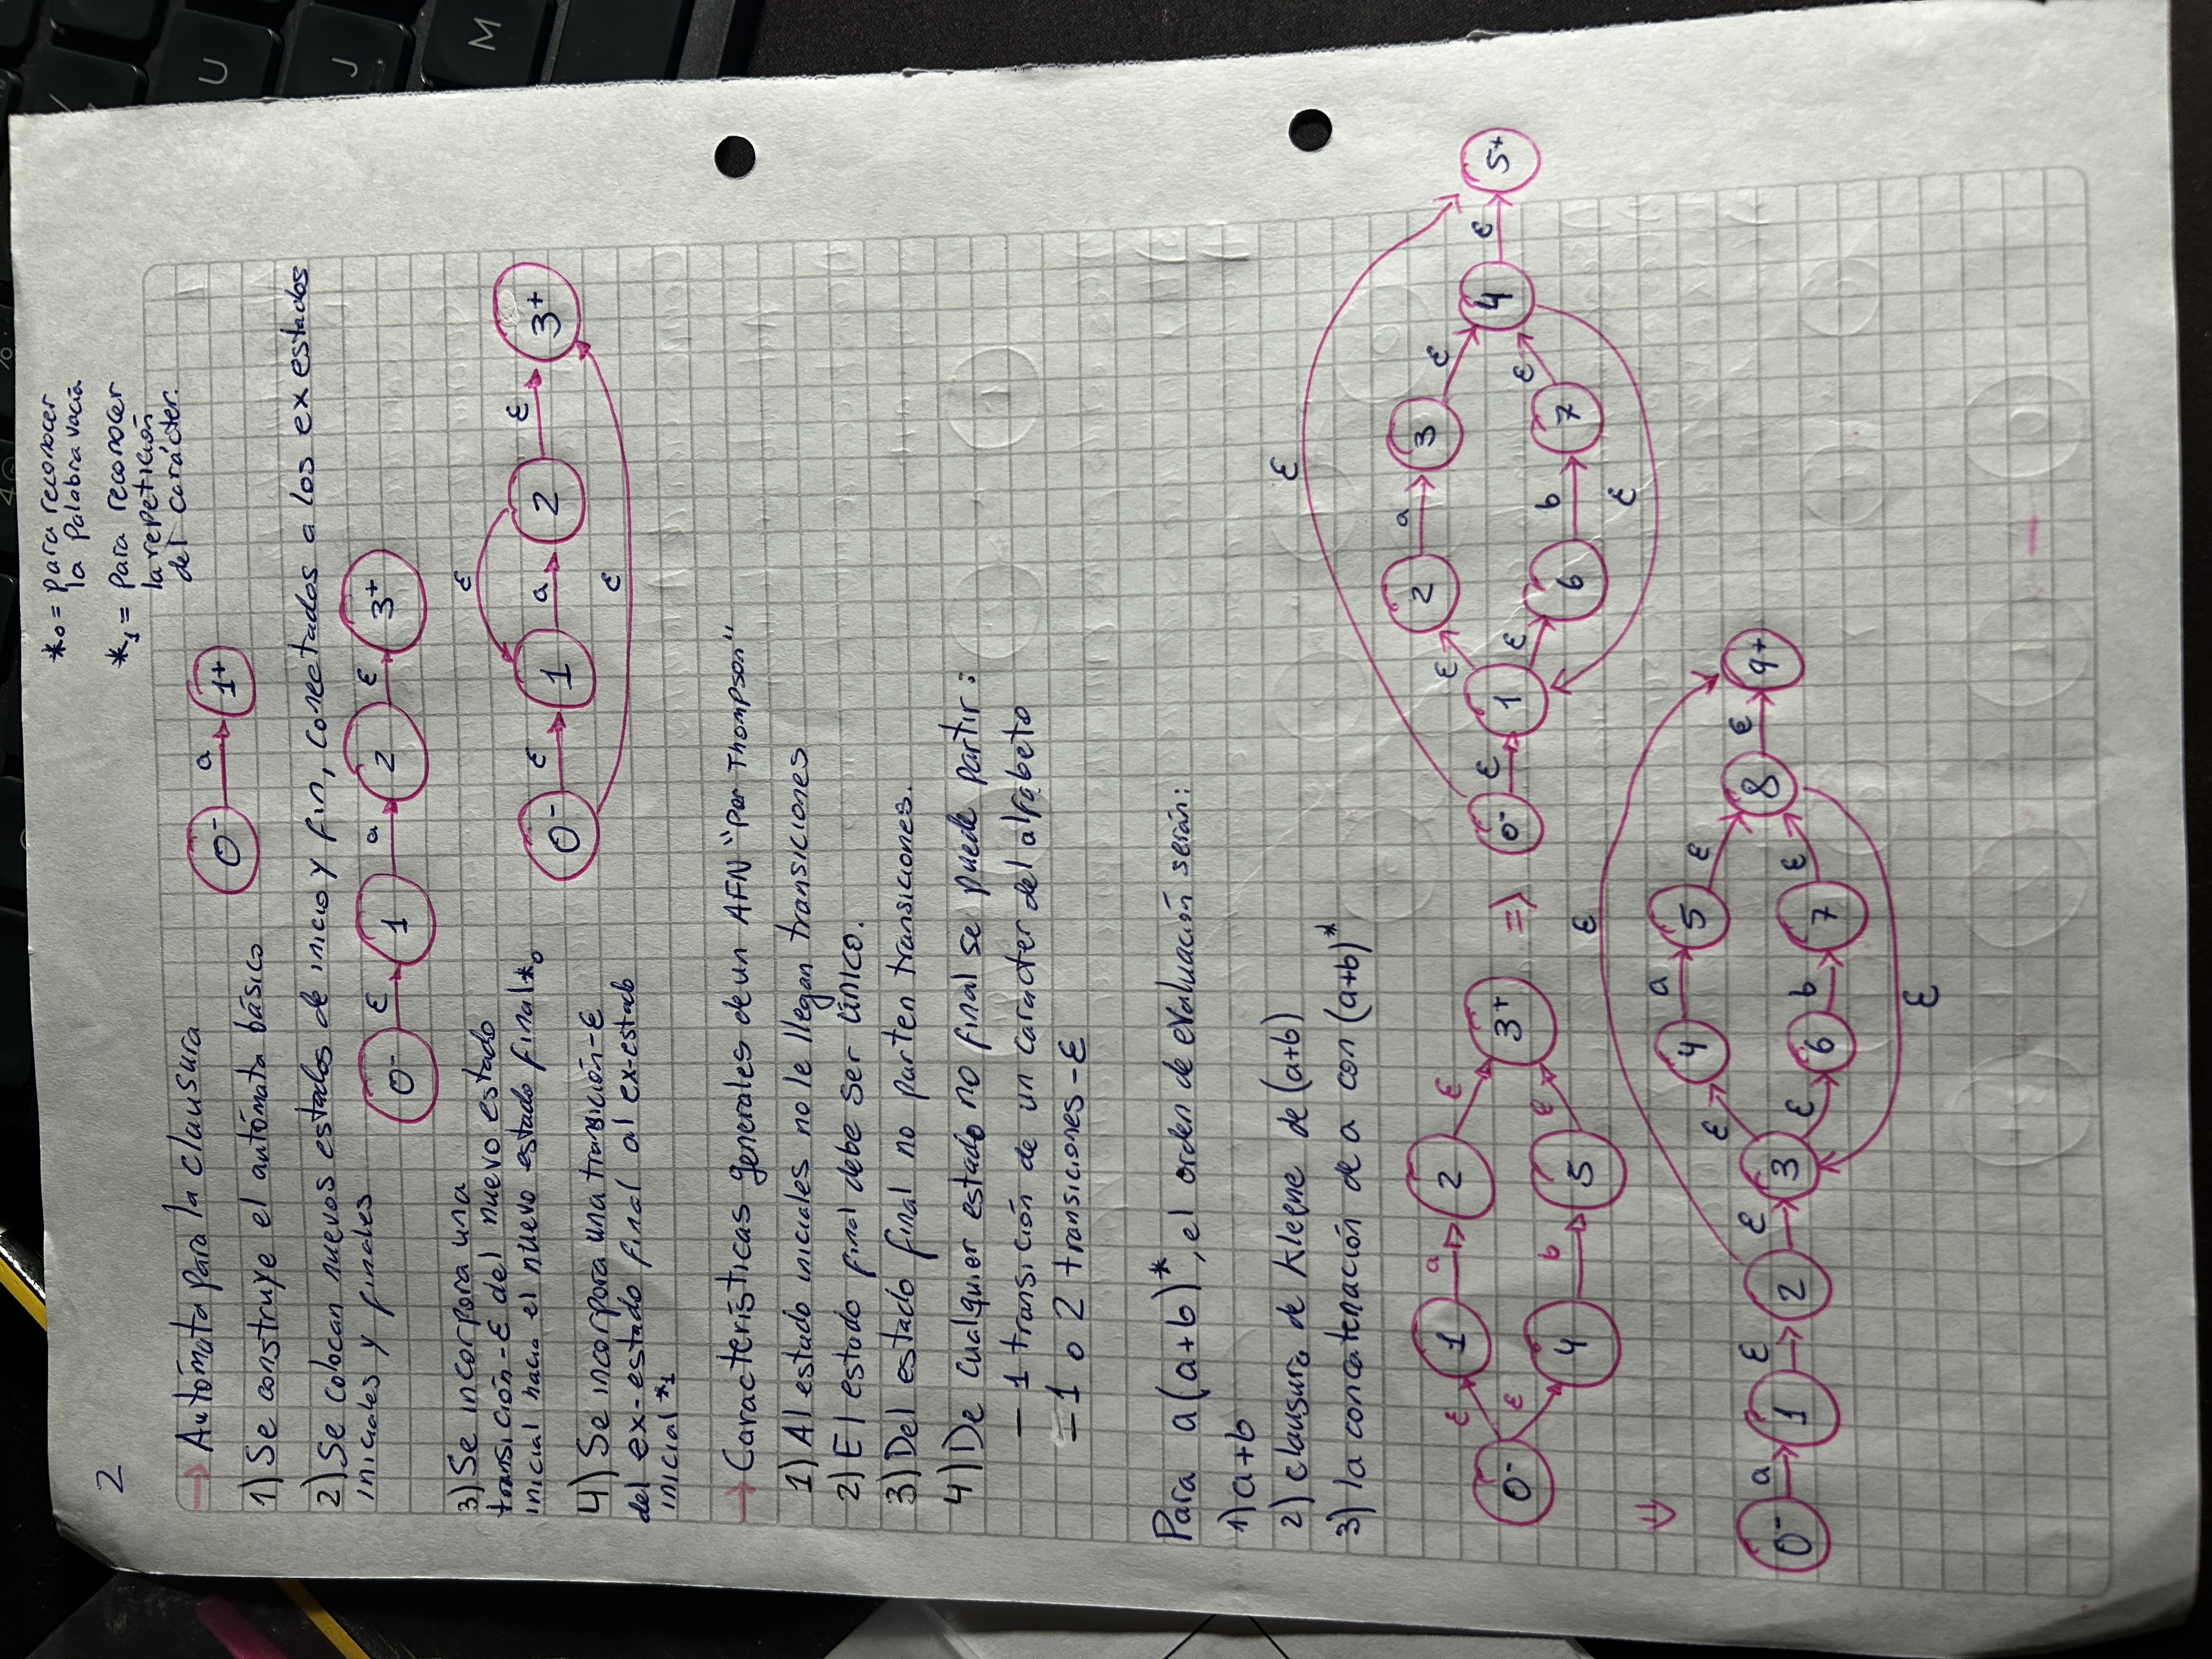 *₀ = para reconocer
la palabra vacía
*₁ = para reconocer
la repetición
del carácter.
2
→ Autómata para la clausura
1) Se construye el autómata básico
0- a 1+
2) Se colocan nuevos estados de inicio y fin, conectados a los ex estados
iniciales y finales
0- ε 1 a 2 ε 3+
3) Se incorpora una
transición-ε del nuevo estado
inicial hacia el nuevo estado final*₀
4) Se incorpora una transición-ε
del ex-estado final al ex-estado
inicial *₁
ε
0- ε 1 a 2 ε 3+
ε
→ Características generales de un AFN "Por Thompson"
1) Al estado iniciales no le llegan transiciones
2) El estado final debe ser único.
3) Del estado final no parten transiciones.
4) De cualquier estado no final se puede partir:
- 1 transición de un caracter del alfabeto
- 1 o 2 transiciones-ε
Para a(a+b)*, el orden de evaluación serán:
1) a+b
2) clausura de Kleene de (a+b)
3) la concatenación de a con (a+b)*
ε 1 a 2 ε
0- 3+
ε 4 b 5 ε
=>
ε
ε 2 a 3 ε
0- ε 1 4 ε 5+
ε 6 b 7 ε
ε
⇓
ε
ε 4 a 5 ε
0- a 1 ε 2 ε 3 8 ε 9+
ε 6 b 7 ε
ε